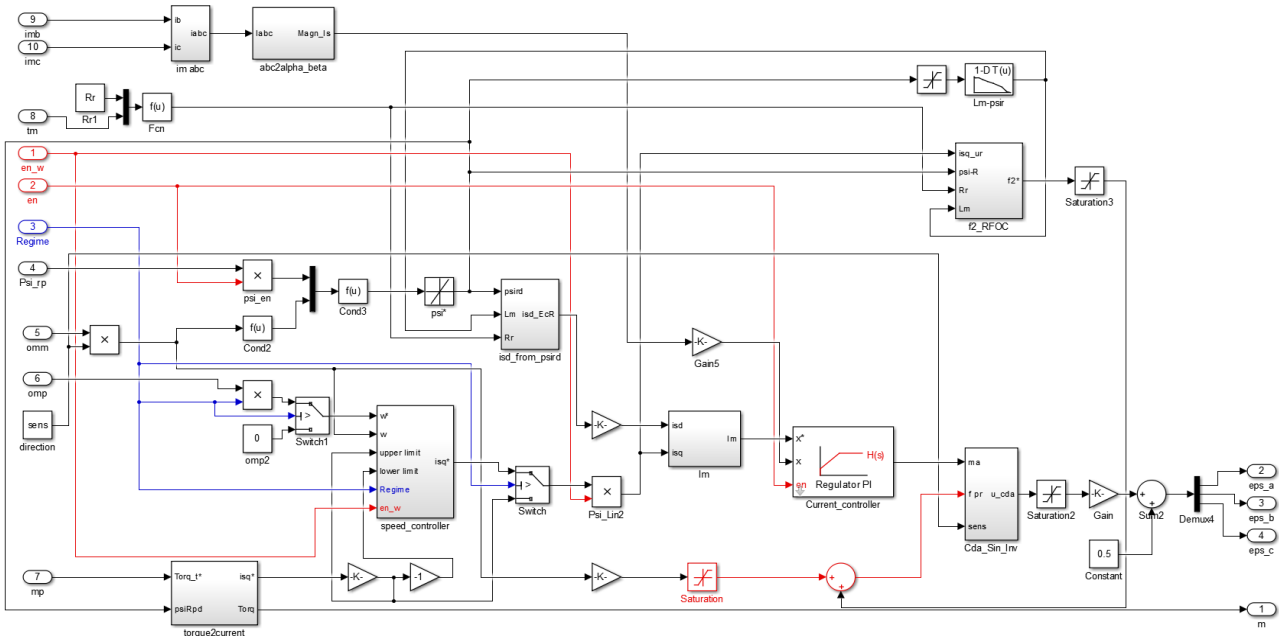 9
imb
10
imc
ib
ic
iabc
im abc
Iabc
Magn_Is
abc2alpha_beta
1-D T(u)
Lm-psir
Rr
Rr1
f(u)
Fcn
8
tm
1
en_w
2
en
3
Regime
4
Psi_rp
×
psi_en
f(u)
Cond3
psi*
psird
Lm
Rr
isd_EcR
isd_from_psird
isq_ur
psi-R
Rr
Lm
f2*
f2_RFOC
Saturation3
5
omm
×
f(u)
Cond2
6
omp
×
sens
direction
0
omp2
>
Switch1
w*
w
upper limit
lower limit
Regime
en_w
isq*
speed_controller
>
Switch
×
Psi_Lin2
-K-
Gain5
-K-
isd
isq
Im
Im
x*
x
en
H(s)
Regulator PI
Current_controller
ma
f pr
sens
u_cda
Cda_Sin_Inv
Saturation2
-K-
Gain
+
+
Sum2
0.5
Constant
Demux4
2
eps_a
3
eps_b
4
eps_c
7
mp
Torq_t*
psiRpd
isq*
Torq
torque2current
-K-
-1
-K-
Saturation
+
+
1
m